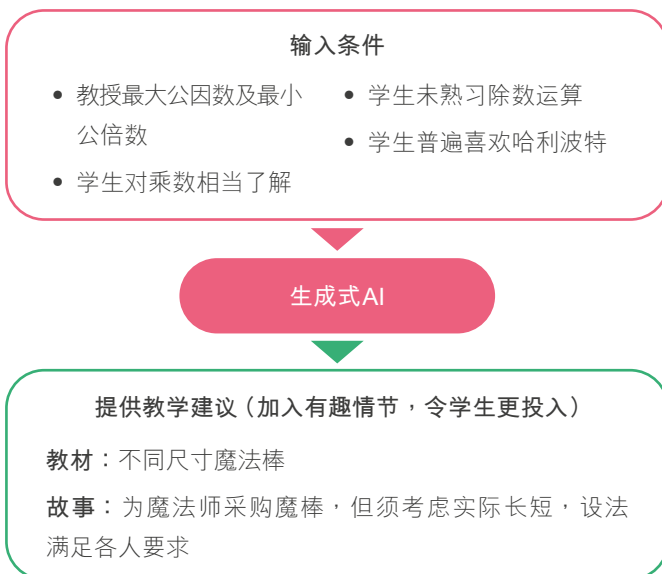 输入条件
• 教授最大公因数及最小
公倍数
• 学生对乘数相当了解
• 学生未熟习除数运算
• 学生普遍喜欢哈利波特
生成式AI
提供教学建议（加入有趣情节，令学生更投入）
教材：不同尺寸魔法棒
故事：为魔法师采购魔棒，但须考虑实际长短，设法
满足各人要求